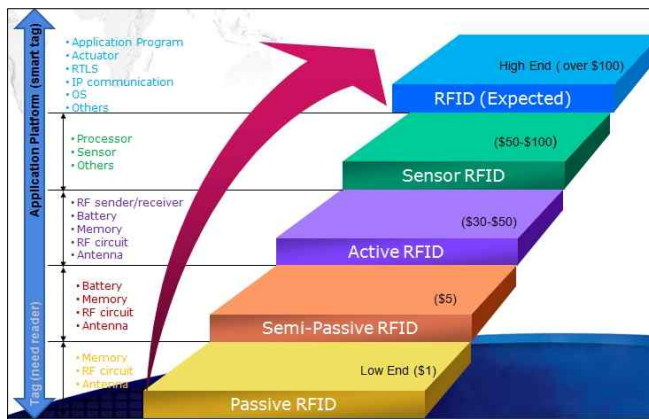 Application Platform (smart tag)
Tag (need reader)
• Application Program
• Actuator
• RTLS
• IP communication
• OS
• Others
High End ( over $100)
RFID (Expected)
• Processor
• Sensor
• Others
($50-$100)
Sensor RFID
• RF sender/receiver
• Battery
• Memory
• RF circuit
• Antenna
($30-$50)
Active RFID
• Battery
• Memory
• RF circuit
• Antenna
($5)
Semi-Passive RFID
• Memory
• RF circuit
• Antenna
Low End ($1)
Passive RFID